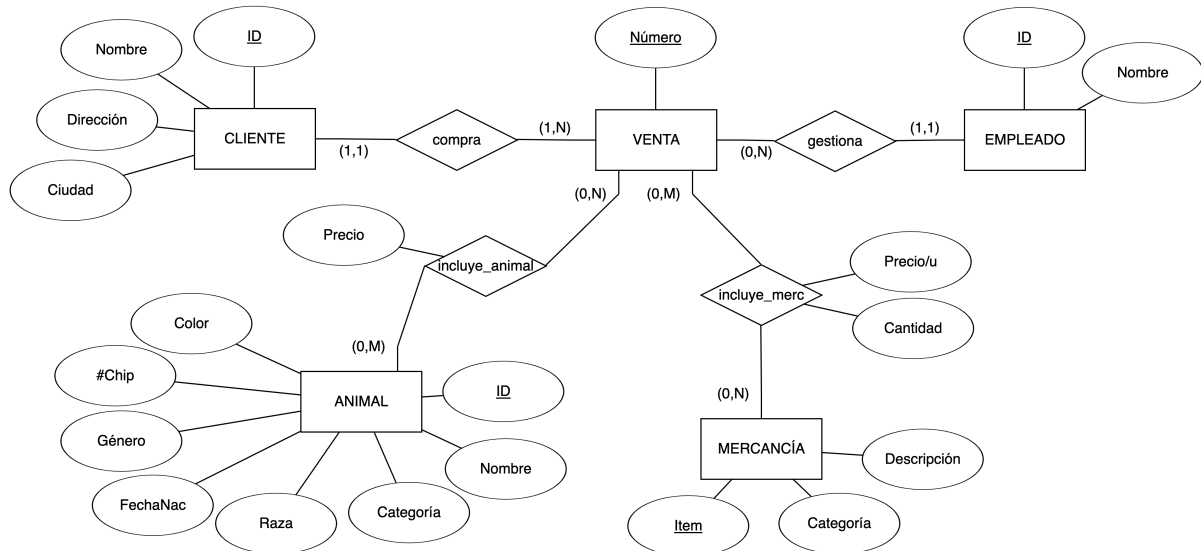 ID
Nombre
Dirección
Ciudad
CLIENTE
(1,1)
compra
(1,N)
Número
VENTA
(0,N)
gestiona
(1,1)
ID
Nombre
EMPLEADO
(0,N)
(0,M)
Precio
incluye_animal
(0,M)
Precio/u
incluye_merc
Cantidad
(0,N)
Color
#Chip
Género
FechaNac
Raza
Categoría
ANIMAL
ID
Nombre
MERCANCÍA
Descripción
Item
Categoría